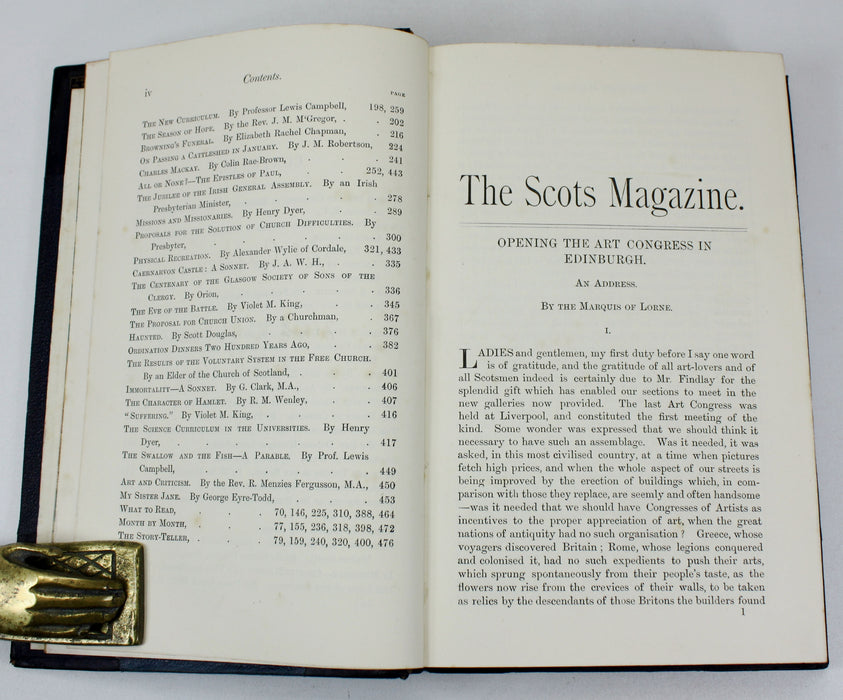 iv
Contents.
PAGE
The New Curriculum. By Professor Lewis Campbell, 198, 259
The Season of Hope. By the Rev. J. M. M'Gregor, . . 202
Browning's Funeral. By Elizabeth Rachel Chapman, . 216
On Passing a Cattleshed in January. By J. M. Robertson, 224
Charles Mackay. By Colin Rae-Brown, . . . 241
All or None?—The Epistles of Paul, . . . 252, 443
The Jubilee of the Irish General Assembly. By an Irish
Presbyterian Minister, . . . . . 278
Missions and Missionaries. By Henry Dyer, . . 289
Proposals for the Solution of Church Difficulties. By
Presbyter, . . . . . . 300
Physical Recreation. By Alexander Wylie of Cordale, 321, 433
Caernarvon Castle: A Sonnet. By J. A. W. H., . . 335
The Centenary of the Glasgow Society of Sons of the
Clergy. By Orion, . . . . . 336
The Eve of the Battle. By Violet M. King, . . 345
The Proposal for Church Union. By a Churchman, . 367
Haunted. By Scott Douglas, . . . . 376
Ordination Dinners Two Hundred Years Ago, . . 382
The Results of the Voluntary System in the Free Church.
By an Elder of the Church of Scotland, . . . 401
Immortality—A Sonnet. By G. Clark, M.A., . . 406
The Character of Hamlet. By R. M. Wenley, . . 407
"Suffering." By Violet M. King, . . . . 416
The Science Curriculum in the Universities. By Henry
Dyer, . . . . . . 417
The Swallow and the Fish—A Parable. By Prof. Lewis
Campbell, . . . . . . 449
Art and Criticism. By the Rev. R. Menzies Fergusson, M.A., 450
My Sister Jane. By George Eyre-Todd, . . . 453
What to Read, . . . 70, 146, 225, 310, 388, 464
Month by Month, . . . 77, 155, 236, 318, 398, 472
The Story-Teller, . . . 79, 159, 240, 320, 400, 476
The Scots Magazine.
OPENING THE ART CONGRESS IN
EDINBURGH.
An Address.
By the Marquis of Lorne.
I.
LADIES and gentlemen, my first duty before I say one word
is of gratitude, and the gratitude of all art-lovers and of
all Scotsmen indeed is certainly due to Mr. Findlay for the
splendid gift which has enabled our sections to meet in the
new galleries now provided. The last Art Congress was
held at Liverpool, and constituted the first meeting of the
kind. Some wonder was expressed that we should think it
necessary to have such an assemblage. Was it needed, it was
asked, in this most civilised country, at a time when pictures
fetch high prices, and when the whole aspect of our streets is
being improved by the erection of buildings which, in com-
parison with those they replace, are seemly and often handsome
—was it needed that we should have Congresses of Artists as
incentives to the proper appreciation of art, when the great
nations of antiquity had no such organisation? Greece, whose
voyagers discovered Britain; Rome, whose legions conquered
and colonised it, had no such expedients to push their arts,
which sprung spontaneously from their people's taste, as the
flowers now rise from the crevices of their walls, to be taken
as relics by the descendants of those Britons the builders found
1